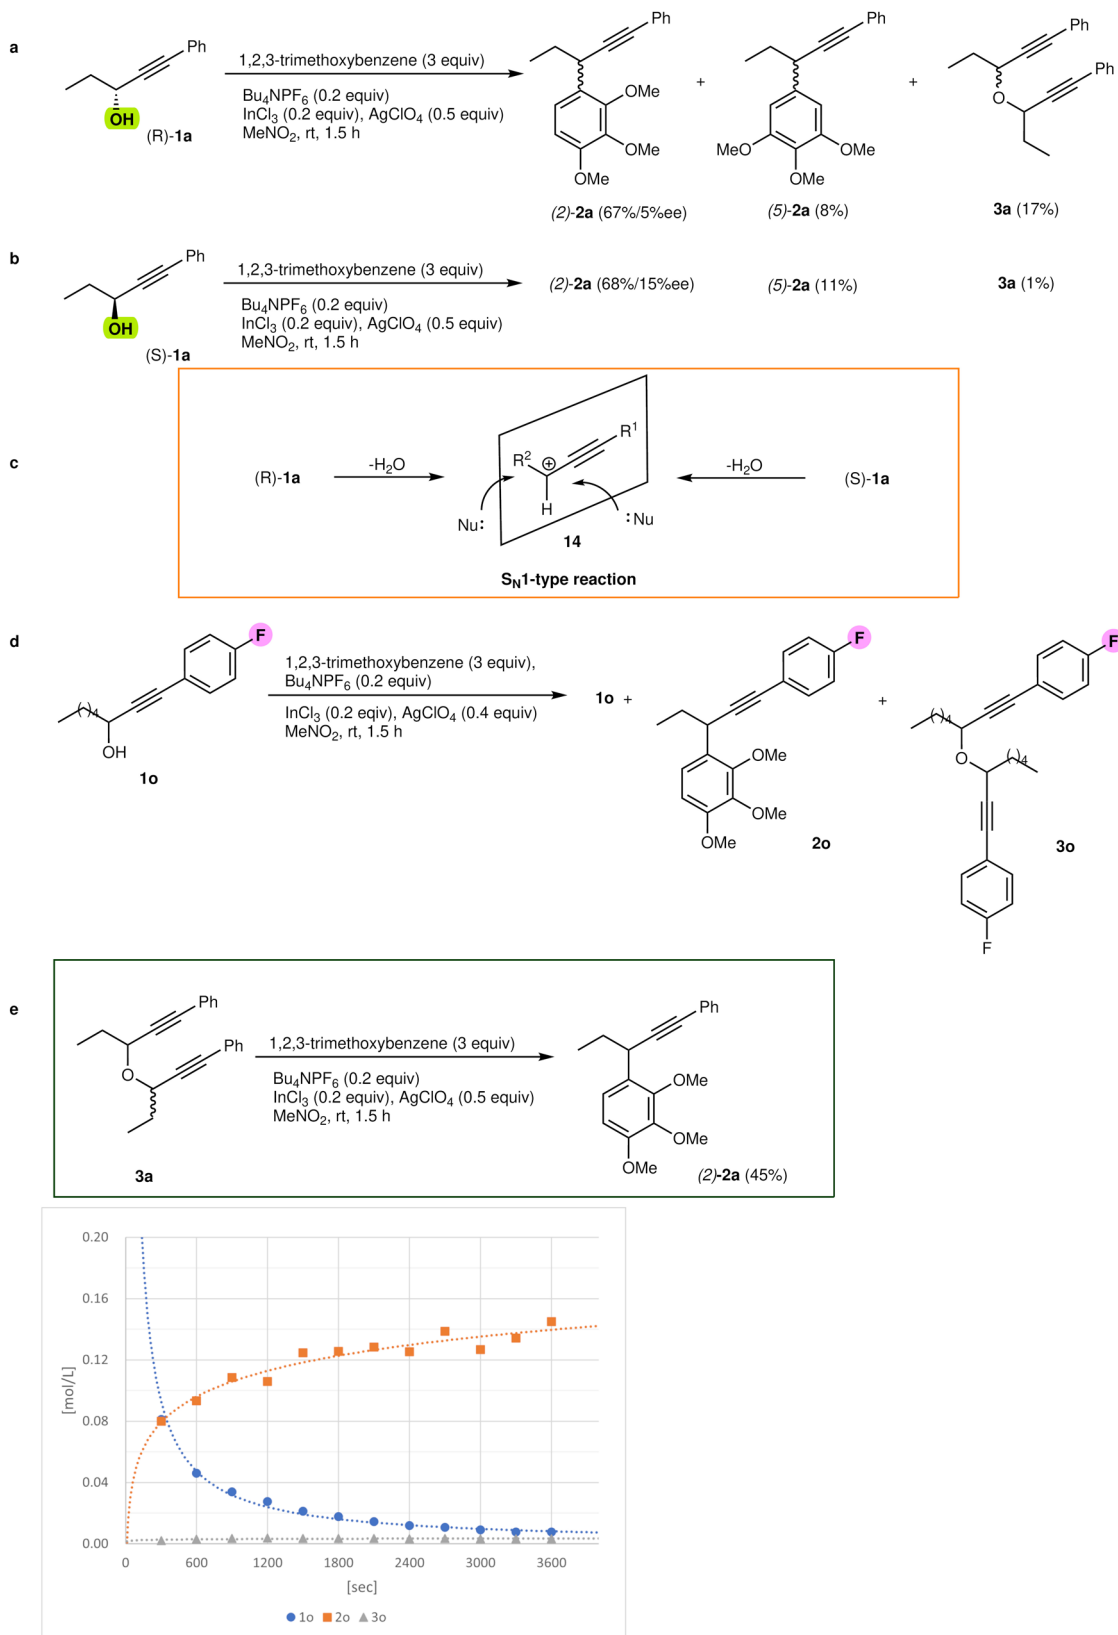 a
Ph
OH
(R)-1a
1,2,3-trimethoxybenzene (3 equiv)
Bu4NPF6 (0.2 equiv)
InCl3 (0.2 equiv), AgClO4 (0.5 equiv)
MeNO2, rt, 1.5 h
Ph
OMe
OMe
OMe
(2)-2a (67%/5%ee)
+
Ph
MeO
OMe
OMe
(5)-2a (8%)
+
Ph
Ph
O
3a (17%)
b
Ph
OH
(S)-1a
1,2,3-trimethoxybenzene (3 equiv)
Bu4NPF6 (0.2 equiv)
InCl3 (0.2 equiv), AgClO4 (0.5 equiv)
MeNO2, rt, 1.5 h
(2)-2a (68%/15%ee)
(5)-2a (11%)
3a (1%)
c
(R)-1a
-H2O
R1
R2
+
H
Nu:
:Nu
14
-H2O
(S)-1a
SN1-type reaction
d
F
( )4
OH
1o
1,2,3-trimethoxybenzene (3 equiv),
Bu4NPF6 (0.2 equiv)
InCl3 (0.2 eqiv), AgClO4 (0.4 equiv)
MeNO2, rt, 1.5 h
1o +
F
OMe
OMe
OMe
2o
+
F
( )4
O
( )4
F
3o
e
Ph
Ph
O
3a
1,2,3-trimethoxybenzene (3 equiv)
Bu4NPF6 (0.2 equiv)
InCl3 (0.2 equiv), AgClO4 (0.5 equiv)
MeNO2, rt, 1.5 h
Ph
OMe
OMe
OMe
(2)-2a (45%)
0.20
0.16
0.12
0.08
0.04
0.00
[mol/L]
0 600 1200 1800 2400 3000 3600
[sec]
1o 2o 3o